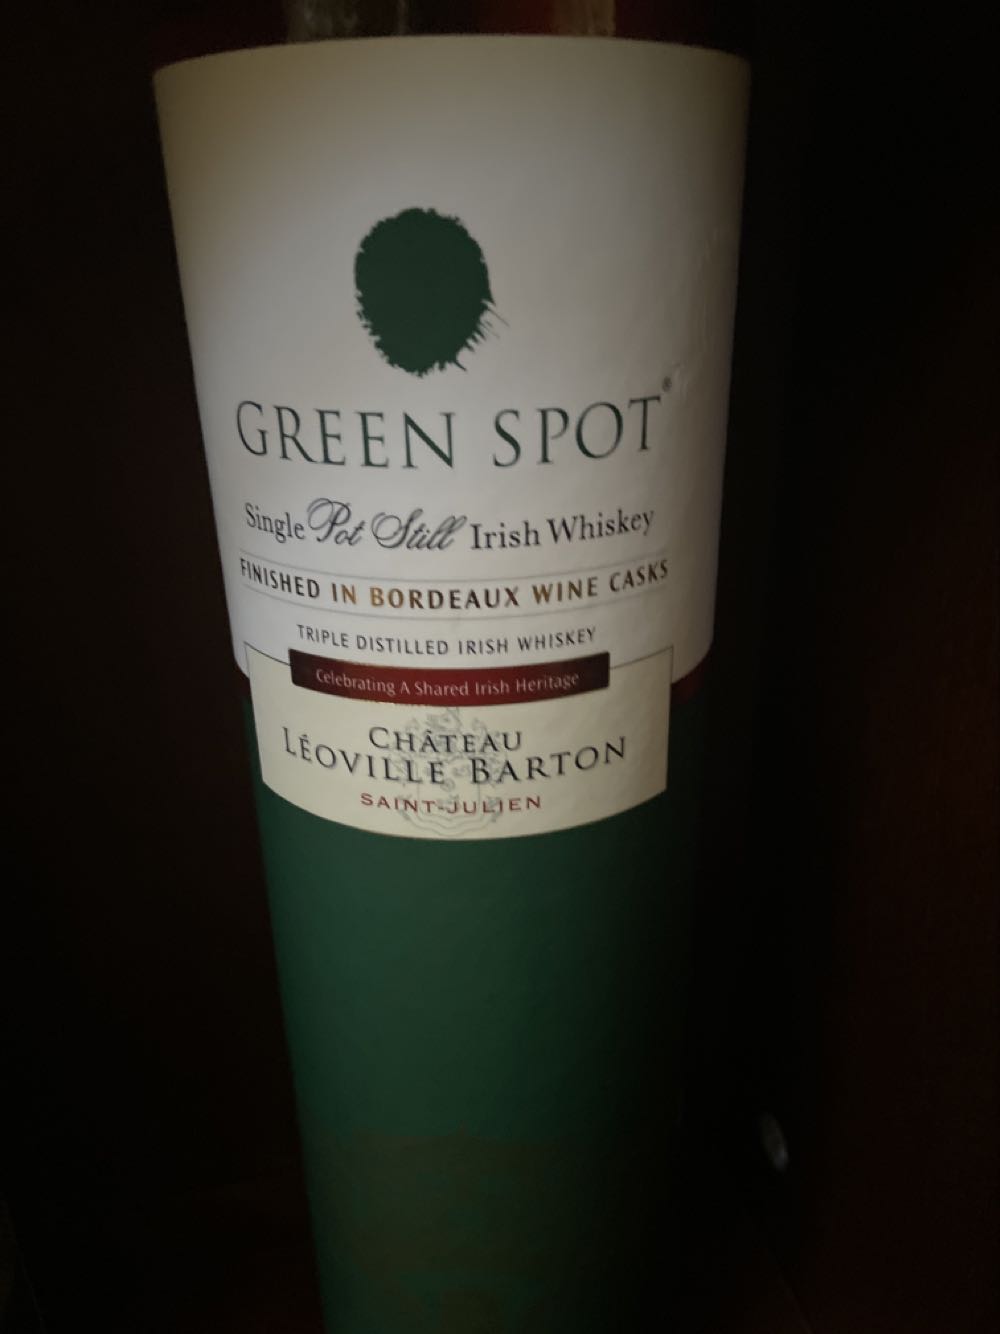 GREEN SPOT®
Single Pot Still Irish Whiskey
FINISHED IN BORDEAUX WINE CASKS
TRIPLE DISTILLED IRISH WHISKEY
Celebrating A Shared Irish Heritage
CHÂTEAU
LÉOVILLE BARTON
SAINT-JULIEN